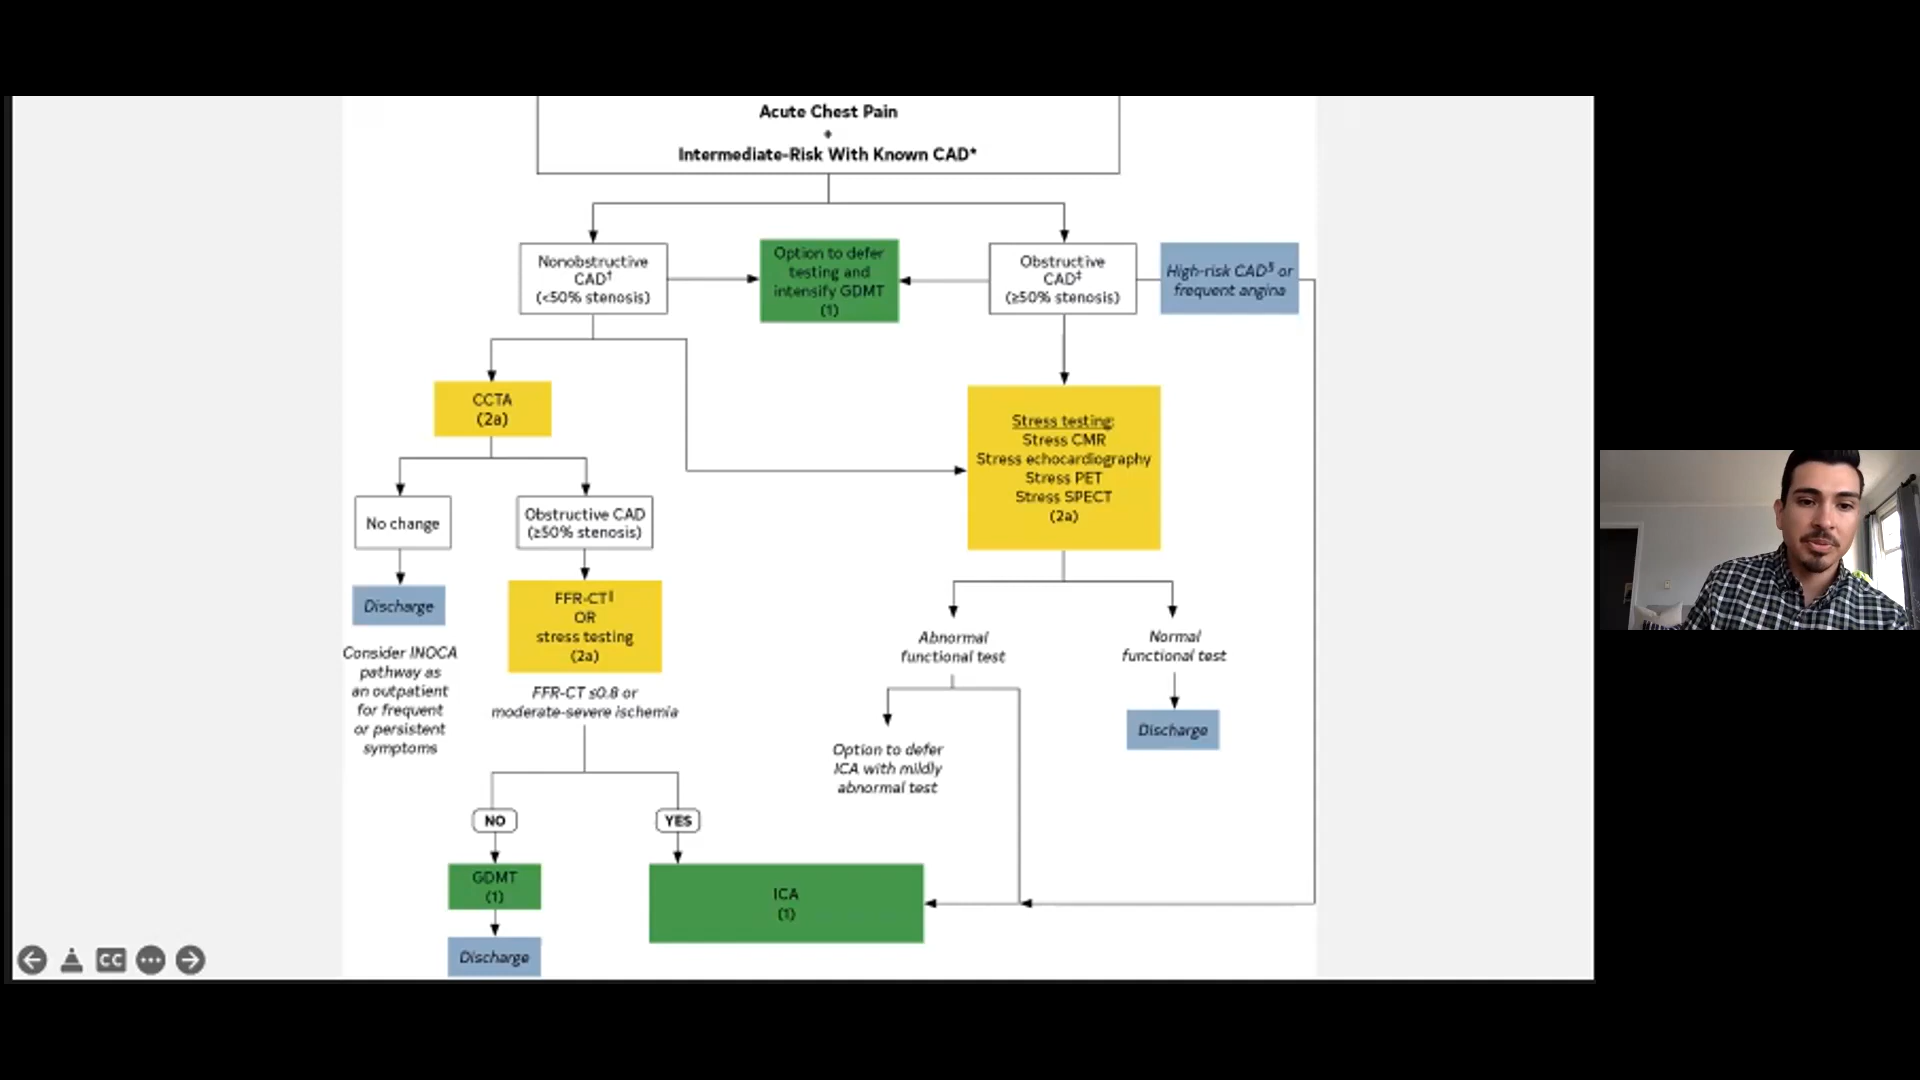 Acute Chest Pain
+
Intermediate-Risk With Known CAD*
Nonobstructive
CAD†
(<50% stenosis)
Option to defer
testing and
intensify GDMT
(1)
Obstructive
CAD‡
(≥50% stenosis)
High-risk CAD§ or
frequent angina
CCTA
(2a)
Stress testing:
Stress CMR
Stress echocardiography
Stress PET
Stress SPECT
(2a)
No change
Obstructive CAD
(≥50% stenosis)
Discharge
Consider INOCA
pathway as
an outpatient
for frequent
or persistent
symptoms
FFR-CT‖
OR
stress testing
(2a)
FFR-CT ≤0.8 or
moderate-severe ischemia
Abnormal
functional test
Normal
functional test
Discharge
Option to defer
ICA with mildly
abnormal test
NO
YES
GDMT
(1)
ICA
(1)
Discharge
CC